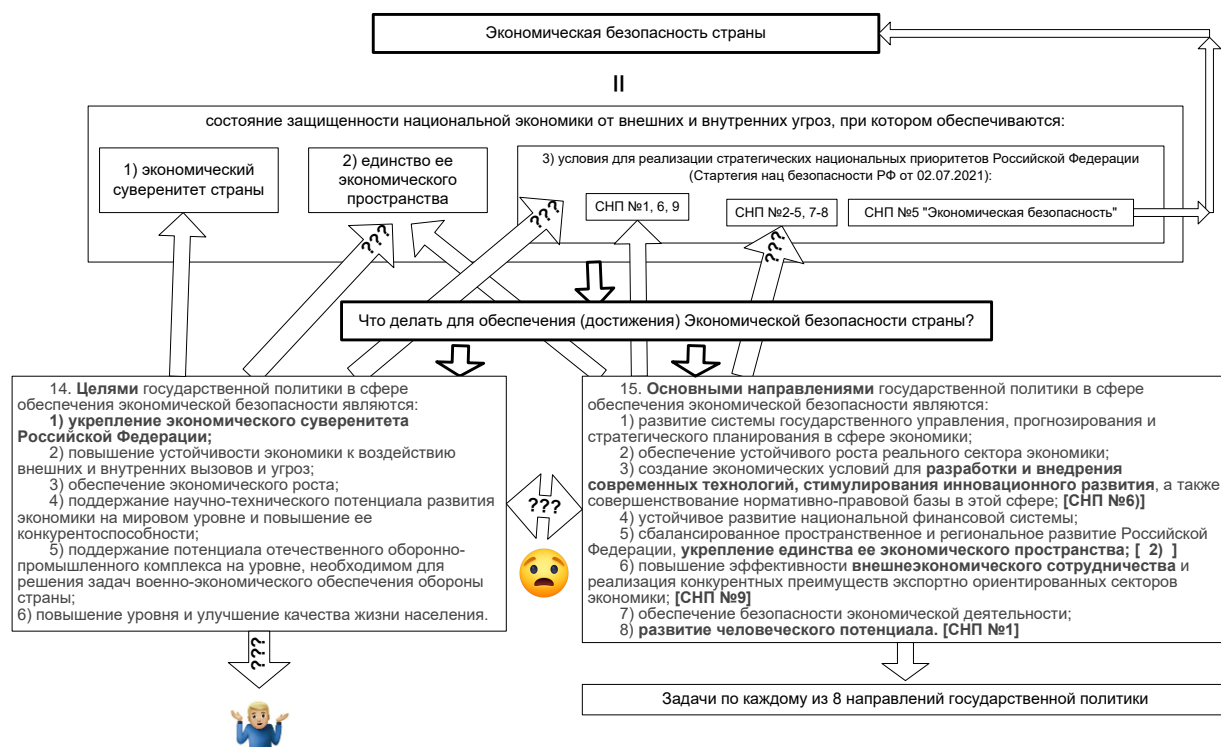 Экономическая безопасность страны
=
состояние защищенности национальной экономики от внешних и внутренних угроз, при котором обеспечиваются:
1) экономический
суверенитет страны
2) единство ее
экономического
пространства
3) условия для реализации стратегических национальных приоритетов Российской Федерации
(Стартегия нац безопасности РФ от 02.07.2021):
СНП №1, 6, 9
СНП №2-5, 7-8
СНП №5 "Экономическая безопасность"
???
???
???
Что делать для обеспечения (достижения) Экономической безопасности страны?
14. Целями государственной политики в сфере
обеспечения экономической безопасности являются:
1) укрепление экономического суверенитета
Российской Федерации;
2) повышение устойчивости экономики к воздействию
внешних и внутренних вызовов и угроз;
3) обеспечение экономического роста;
4) поддержание научно-технического потенциала развития
экономики на мировом уровне и повышение ее
конкурентоспособности;
5) поддержание потенциала отечественного оборонно-
промышленного комплекса на уровне, необходимом для
решения задач военно-экономического обеспечения обороны
страны;
6) повышение уровня и улучшение качества жизни населения.
???
15. Основными направлениями государственной политики в сфере
обеспечения экономической безопасности являются:
1) развитие системы государственного управления, прогнозирования и
стратегического планирования в сфере экономики;
2) обеспечение устойчивого роста реального сектора экономики;
3) создание экономических условий для разработки и внедрения
современных технологий, стимулирования инновационного развития, а также
совершенствование нормативно-правовой базы в этой сфере; [СНП №6)]
4) устойчивое развитие национальной финансовой системы;
5) сбалансированное пространственное и региональное развитие Российской
Федерации, укрепление единства ее экономического пространства; [ 2) ]
6) повышение эффективности внешнеэкономического сотрудничества и
реализация конкурентных преимуществ экспортно ориентированных секторов
экономики; [СНП №9]
7) обеспечение безопасности экономической деятельности;
8) развитие человеческого потенциала. [СНП №1]
???
Задачи по каждому из 8 направлений государственной политики